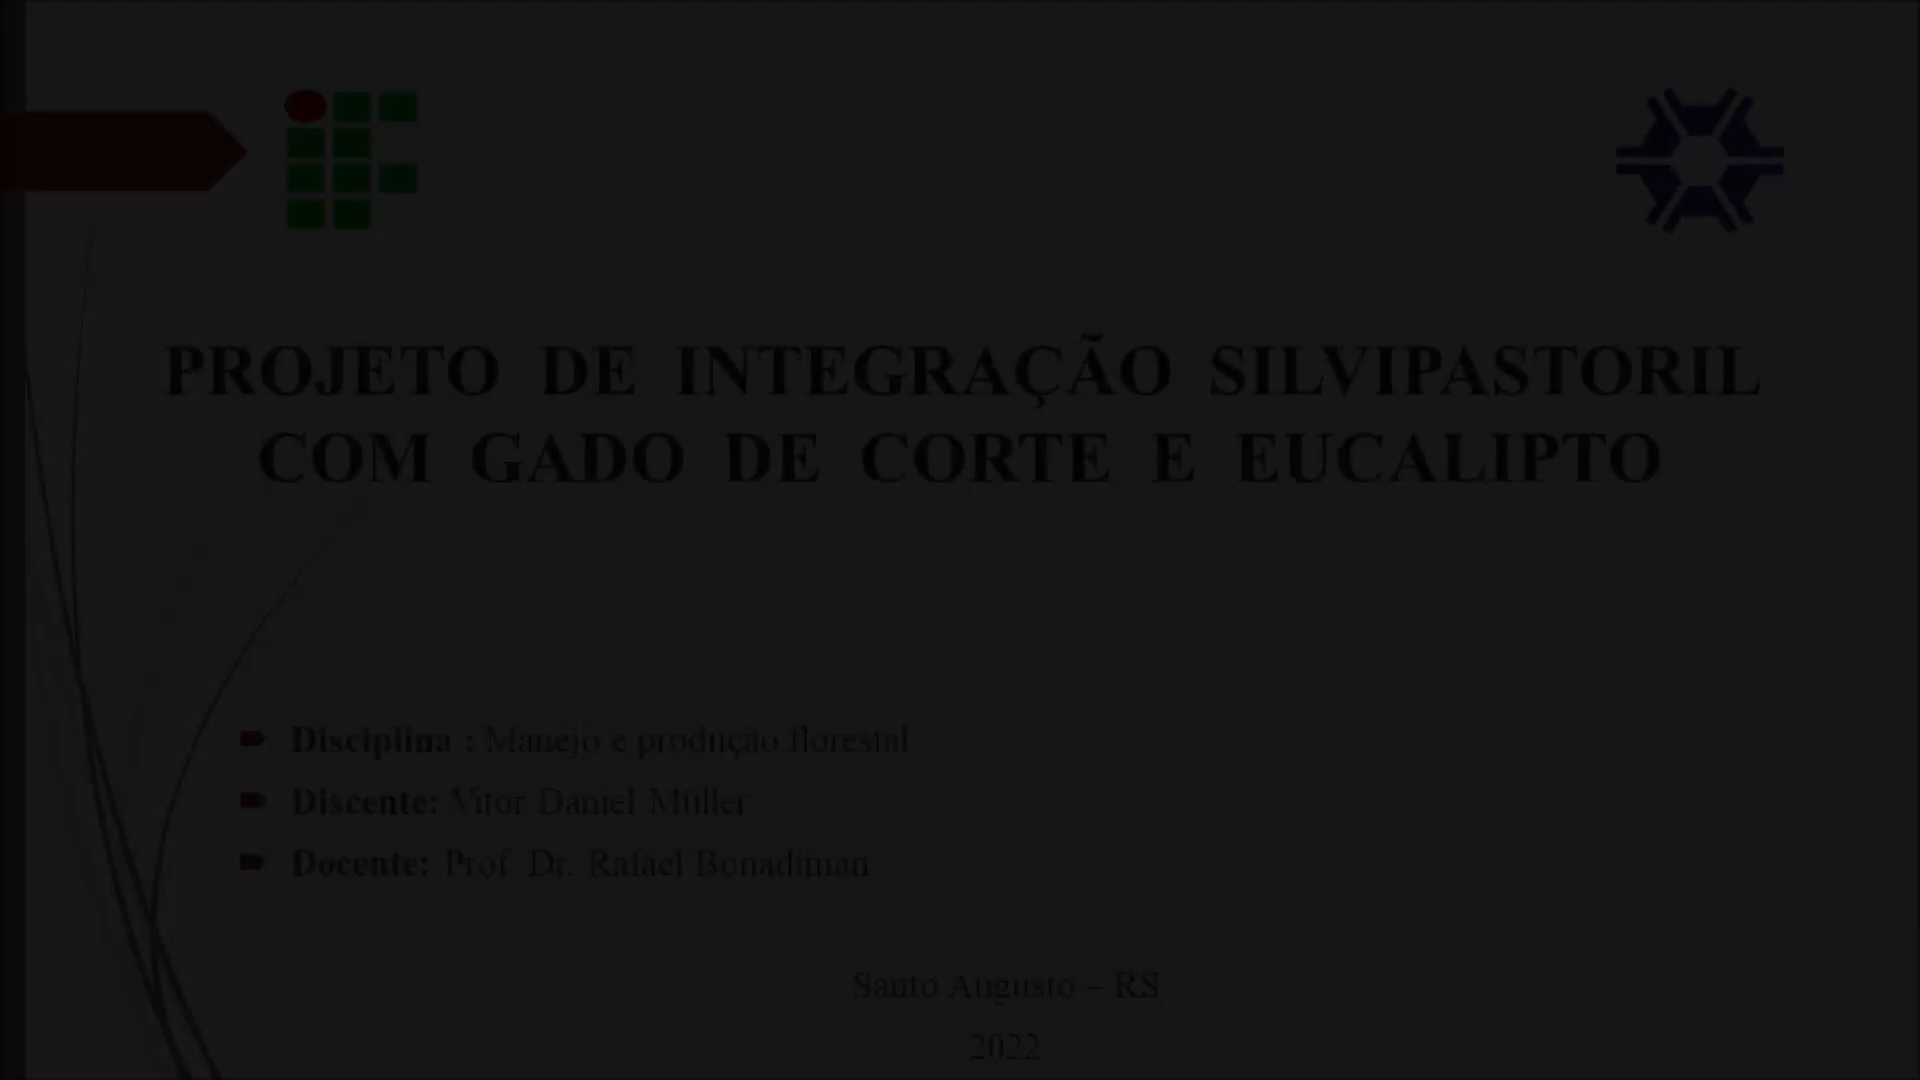 PROJETO DE INTEGRAÇÃO SILVIPASTORIL
COM GADO DE CORTE E EUCALIPTO
Disciplina : Manejo e produção florestal
Discente: Vitor Daniel Müller
Docente: Prof. Dr. Rafael Bonadiman
Santo Augusto – RS
2022